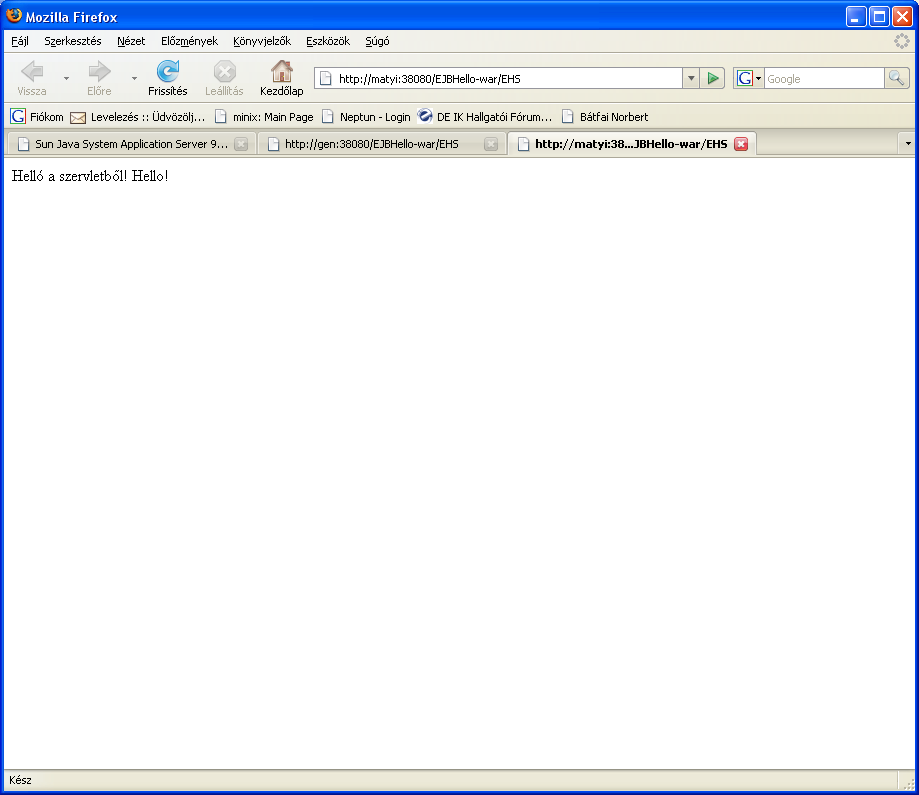 Mozilla Firefox
Fájl Szerkesztés Nézet Előzmények Könyvjelzők Eszközök Súgó
Vissza Előre Frissítés Leállítás Kezdőlap http://matyi:38080/EJBHello-war/EHS G Google
G Fiókom Levelezés :: Üdvözölj... minix: Main Page Neptun - Login DE IK Hallgatói Fórum... Bátfai Norbert
Sun Java System Application Server 9... http://gen:38080/EJBHello-war/EHS http://matyi:38...JBHello-war/EHS
Helló a szervletből! Hello!
Kész